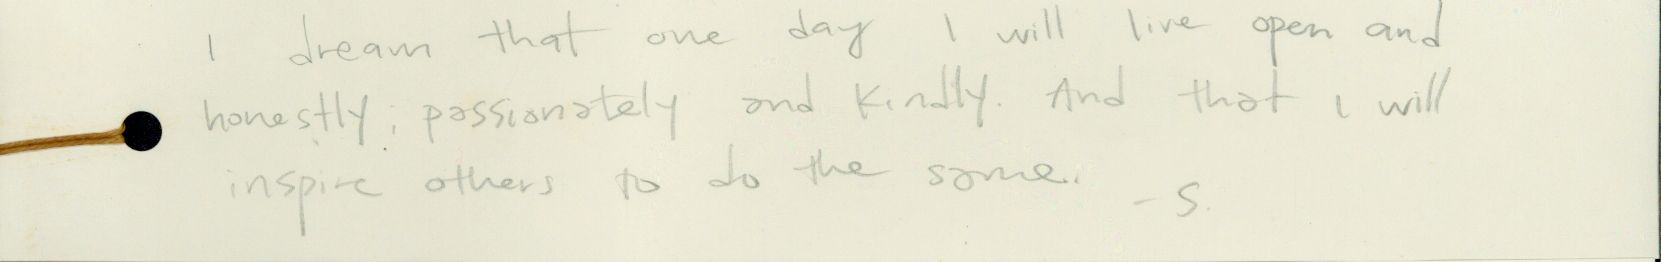 I dream that one day I will live open and
honestly; passionately and kindly. And that I will
inspire others to do the same.
- S.